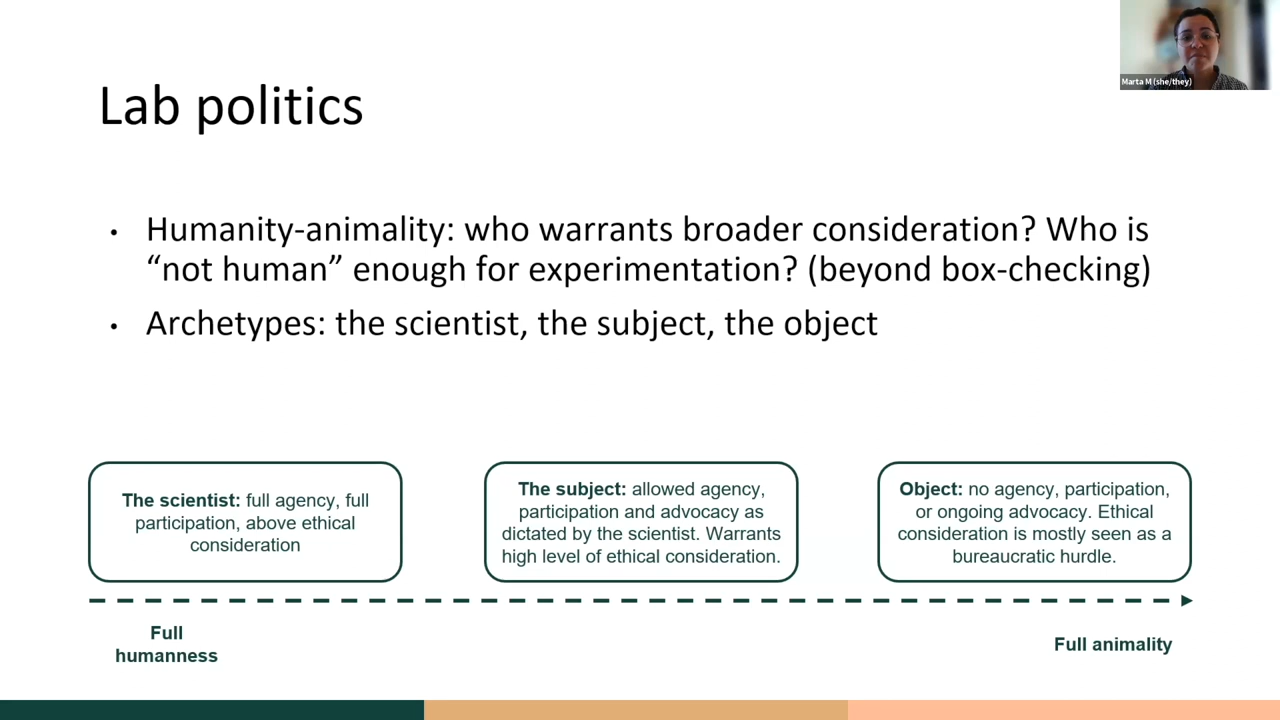 Marta M (she/they)
Lab politics
• Humanity-animality: who warrants broader consideration? Who is
“not human” enough for experimentation? (beyond box-checking)
• Archetypes: the scientist, the subject, the object
The scientist: full agency, full
participation, above ethical
consideration
The subject: allowed agency,
participation and advocacy as
dictated by the scientist. Warrants
high level of ethical consideration.
Object: no agency, participation,
or ongoing advocacy. Ethical
consideration is mostly seen as a
bureaucratic hurdle.
Full
humanness
Full animality